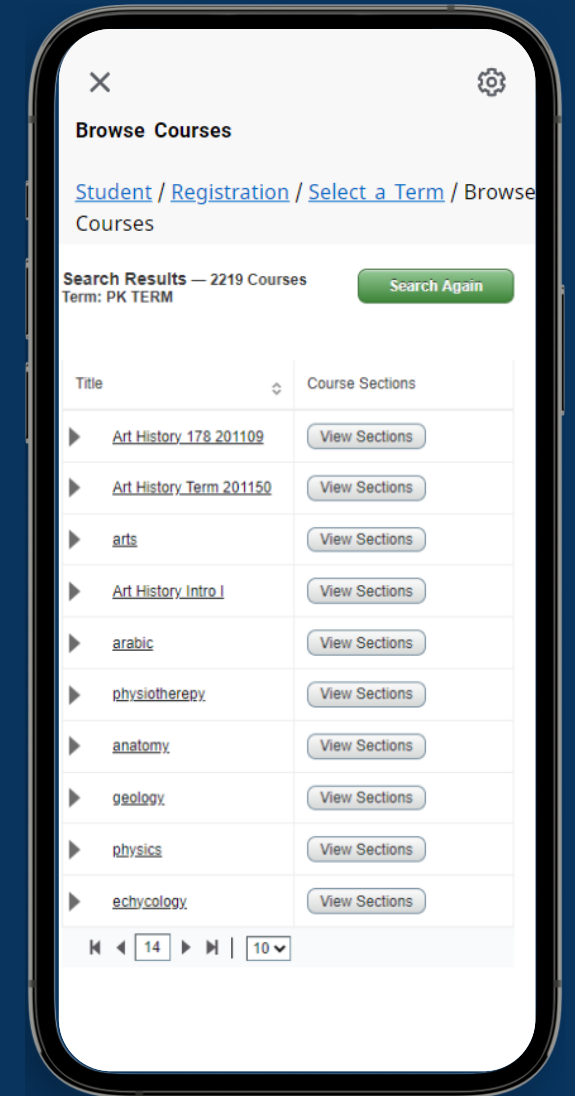 Browse Courses
Student / Registration / Select a Term / Browse
Courses
Search Results — 2219 Courses
Term: PK TERM
Search Again
Title
Course Sections
Art History 178 201109
View Sections
Art History Term 201150
View Sections
arts
View Sections
Art History Intro I
View Sections
arabic
View Sections
physiotherepy
View Sections
anatomy
View Sections
geology
View Sections
physics
View Sections
echycology
View Sections
14 | 10